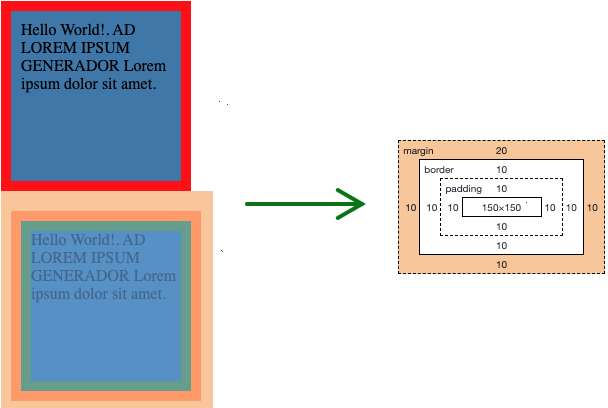 Hello World!. AD
LOREM IPSUM
GENERADOR Lorem
ipsum dolor sit amet.
Hello World!. AD
LOREM IPSUM
GENERADOR Lorem
ipsum dolor sit amet.
margin 20
border 10
padding 10
10 10 10 150×150 10 10 10
10
10
10